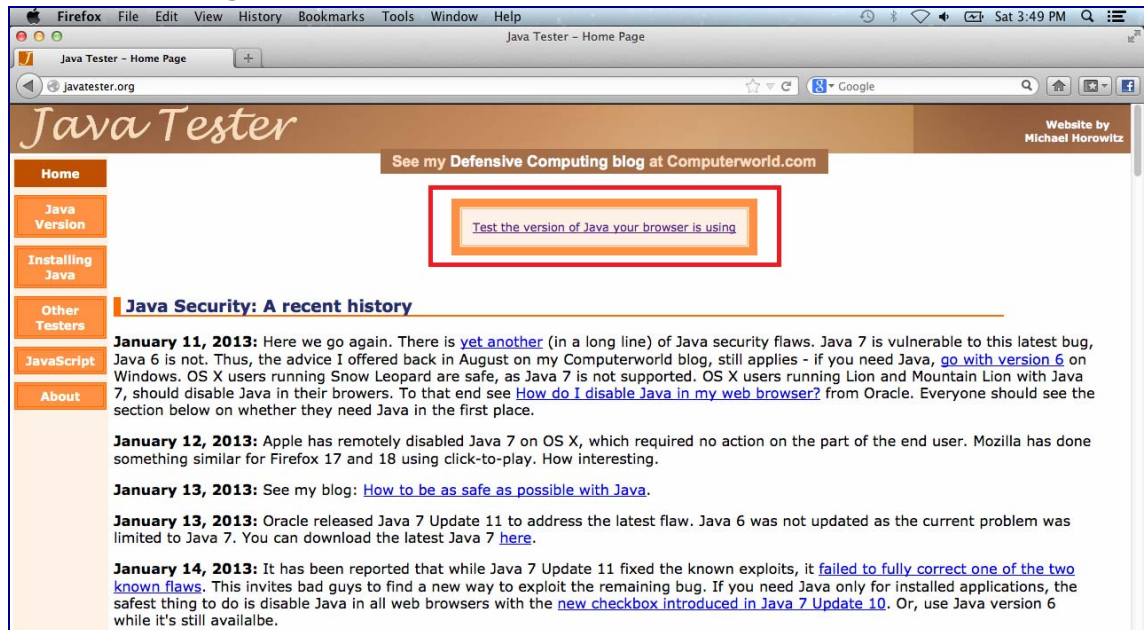 Firefox File Edit View History Bookmarks Tools Window Help Sat 3:49 PM
Java Tester – Home Page
Java Tester – Home Page
javatester.org Google
Java Tester
Website by
Michael Horowitz
See my Defensive Computing blog at Computerworld.com
Home
Java
Version
Installing
Java
Other
Testers
JavaScript
About
Test the version of Java your browser is using
Java Security: A recent history
January 11, 2013: Here we go again. There is yet another (in a long line) of Java security flaws. Java 7 is vulnerable to this latest bug,
Java 6 is not. Thus, the advice I offered back in August on my Computerworld blog, still applies - if you need Java, go with version 6 on
Windows. OS X users running Snow Leopard are safe, as Java 7 is not supported. OS X users running Lion and Mountain Lion with Java
7, should disable Java in their browers. To that end see How do I disable Java in my web browser? from Oracle. Everyone should see the
section below on whether they need Java in the first place.
January 12, 2013: Apple has remotely disabled Java 7 on OS X, which required no action on the part of the end user. Mozilla has done
something similar for Firefox 17 and 18 using click-to-play. How interesting.
January 13, 2013: See my blog: How to be as safe as possible with Java.
January 13, 2013: Oracle released Java 7 Update 11 to address the latest flaw. Java 6 was not updated as the current problem was
limited to Java 7. You can download the latest Java 7 here.
January 14, 2013: It has been reported that while Java 7 Update 11 fixed the known exploits, it failed to fully correct one of the two
known flaws. This invites bad guys to find a new way to exploit the remaining bug. If you need Java only for installed applications, the
safest thing to do is disable Java in all web browsers with the new checkbox introduced in Java 7 Update 10. Or, use Java version 6
while it's still availalbe.